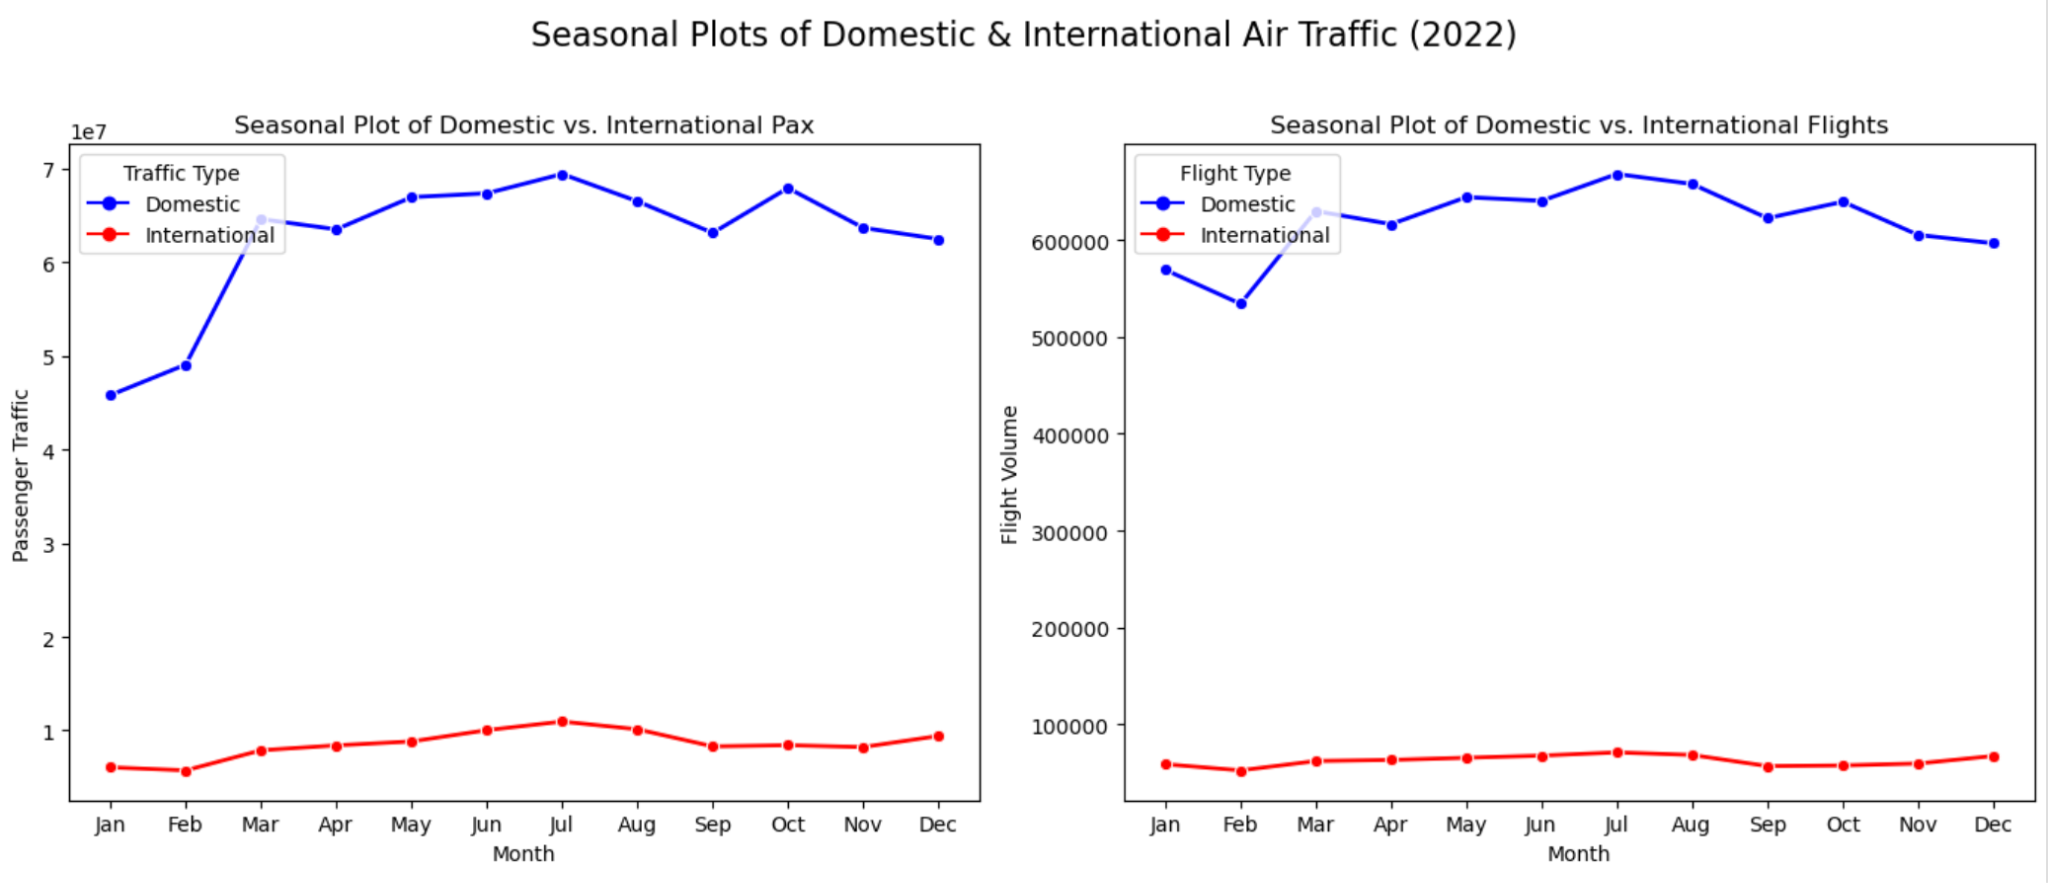 Seasonal Plots of Domestic & International Air Traffic (2022)
Seasonal Plot of Domestic vs. International Pax
1e7
Traffic Type
Domestic
International
7
6
5
4
3
2
1
Passenger Traffic
Jan Feb Mar Apr May Jun Jul Aug Sep Oct Nov Dec
Month
Seasonal Plot of Domestic vs. International Flights
Flight Type
Domestic
International
600000
500000
400000
300000
200000
100000
Flight Volume
Jan Feb Mar Apr May Jun Jul Aug Sep Oct Nov Dec
Month